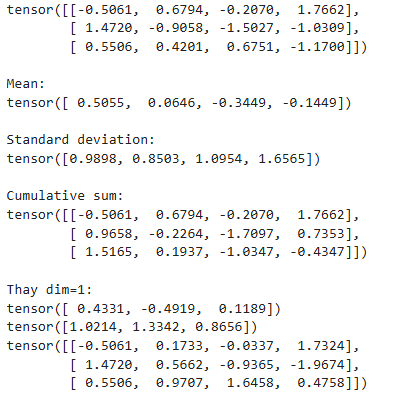 tensor([[-0.5061,  0.6794, -0.2070,  1.7662],
        [ 1.4720, -0.9058, -1.5027, -1.0309],
        [ 0.5506,  0.4201,  0.6751, -1.1700]])
Mean:
tensor([ 0.5055,  0.0646, -0.3449, -0.1449])
Standard deviation:
tensor([0.9898, 0.8503, 1.0954, 1.6565])
Cumulative sum:
tensor([[-0.5061,  0.6794, -0.2070,  1.7662],
        [ 0.9658, -0.2264, -1.7097,  0.7353],
        [ 1.5165,  0.1937, -1.0347, -0.4347]])
Thay dim=1:
tensor([ 0.4331, -0.4919,  0.1189])
tensor([1.0214, 1.3342, 0.8656])
tensor([[-0.5061,  0.1733, -0.0337,  1.7324],
        [ 1.4720,  0.5662, -0.9365, -1.9674],
        [ 0.5506,  0.9707,  1.6458,  0.4758]])